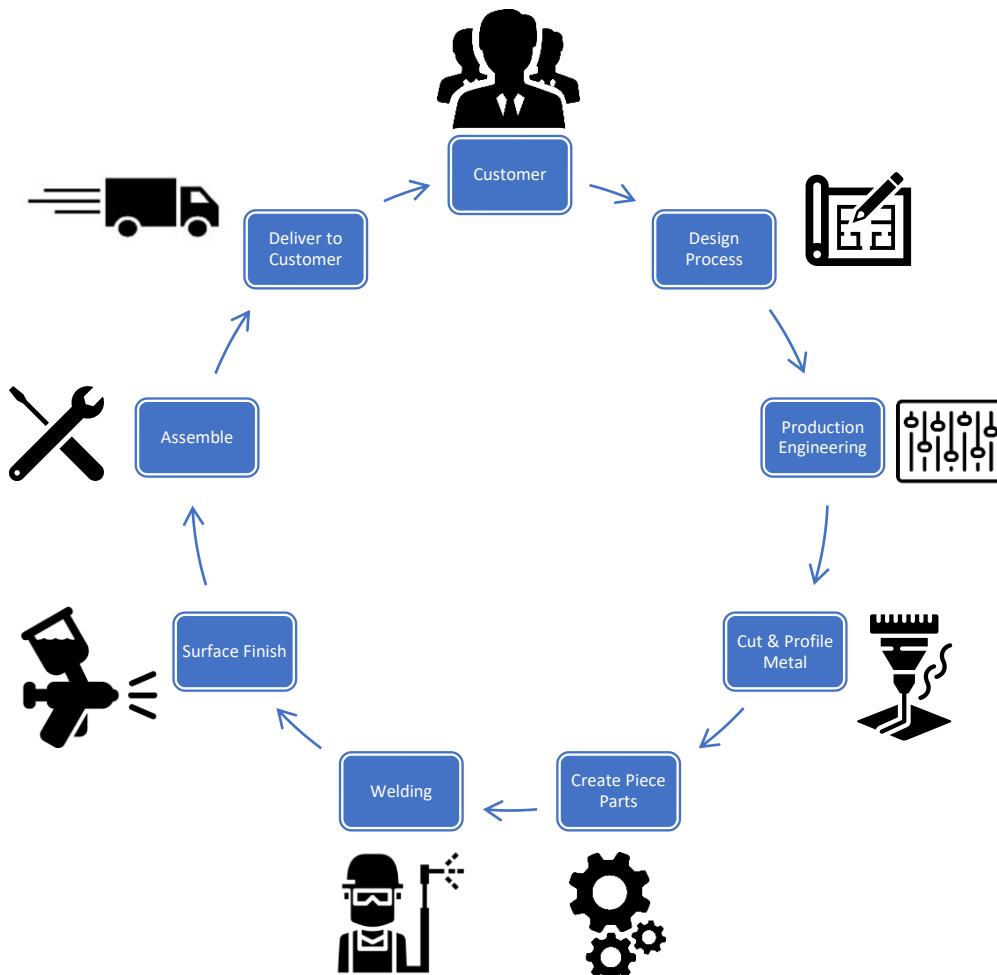 Customer
Design
Process
Production
Engineering
Cut & Profile
Metal
Create Piece
Parts
Welding
Surface Finish
Assemble
Deliver to
Customer